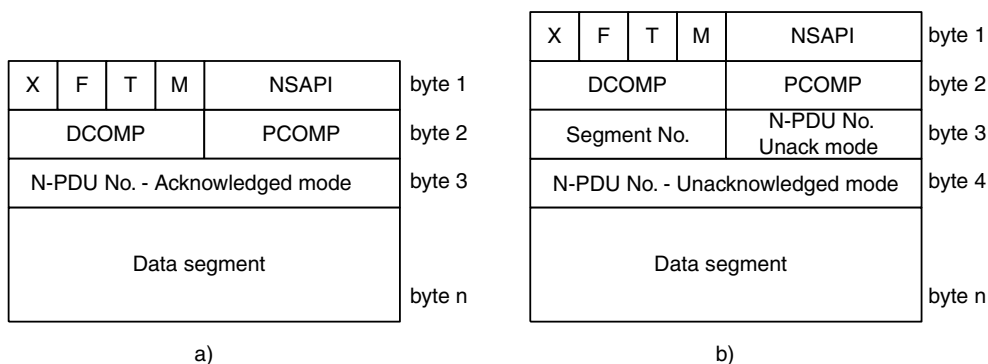 X F T M NSAPI byte 1
DCOMP PCOMP byte 2
N-PDU No. - Acknowledged mode byte 3
Data segment
byte n
a)
X F T M NSAPI byte 1
DCOMP PCOMP byte 2
Segment No. N-PDU No. Unack mode byte 3
N-PDU No. - Unacknowledged mode byte 4
Data segment
byte n
b)